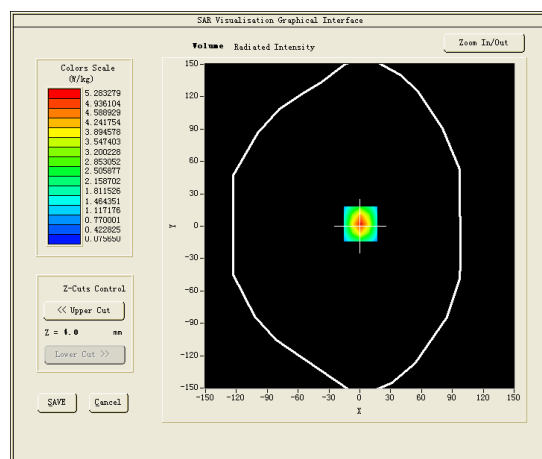 SAR Visualisation Graphical Interface
Volume Radiated Intensity
Zoom In/Out
Colors Scale
(W/kg)
5.283279
4.936104
4.588929
4.241754
3.894578
3.547403
3.200228
2.853052
2.505877
2.158702
1.811526
1.464351
1.117176
0.770001
0.422825
0.075650
150
120
90
60
30
0
-30
-60
-90
-120
-150
Y
-150 -120 -90 -60 -30 0 30 60 90 120 150
X
Z-Cuts Control
<< Upper Cut
Z = 4.0 mm
Lower Cut >>
SAVE Cancel